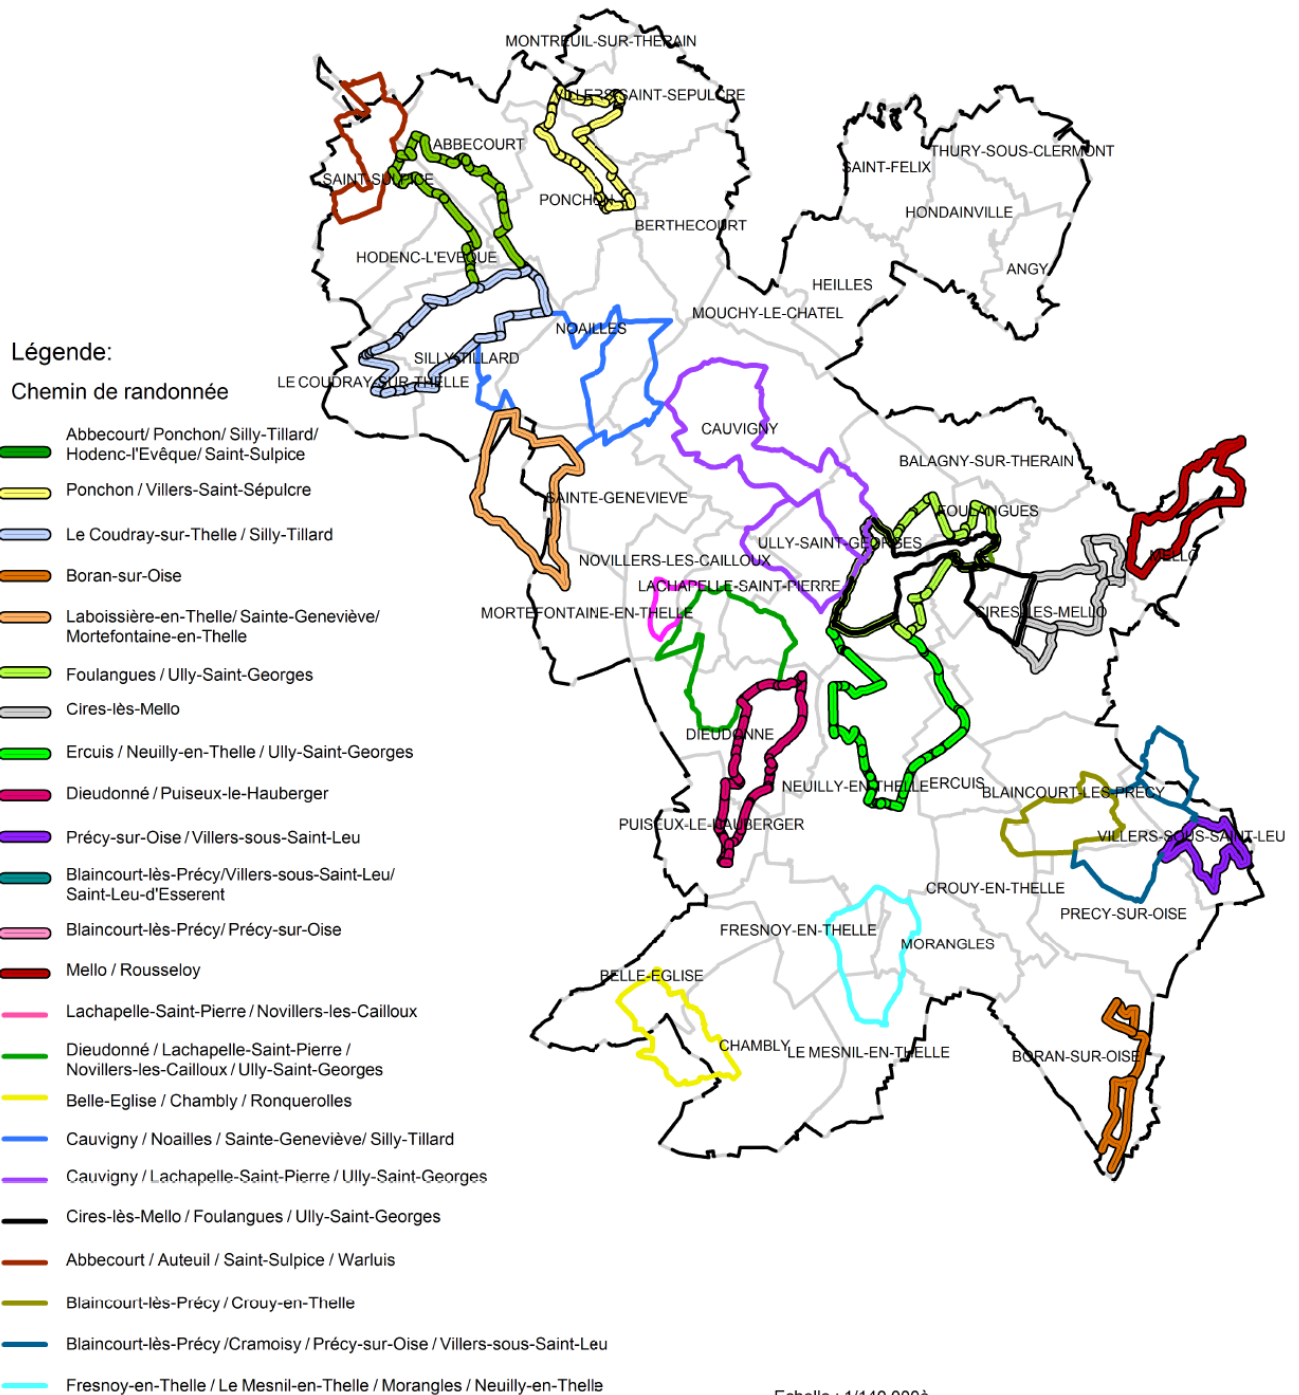 MONTREUIL-SUR-THERAIN
VILLERS-SAINT-SEPULCRE
ABBECOURT
THURY-SOUS-CLERMONT
SAINT-FELIX
SAINT-SULPICE
PONCHON
HONDAINVILLE
BERTHECOURT
HODENC-L'EVEQUE
ANGY
HEILLES
MOUCHY-LE-CHATEL
NOAILLES
SILLY-TILLARD
LE COUDRAY-SUR-THELLE
CAUVIGNY
BALAGNY-SUR-THERAIN
SAINTE-GENEVIEVE
FOULANGUES
ULLY-SAINT-GEORGES
MELLO
NOVILLERS-LES-CAILLOUX
LACHAPELLE-SAINT-PIERRE
MORTEFONTAINE-EN-THELLE
CIRES-LES-MELLO
DIEUDONNE
NEUILLY-EN-THELLE
ERCUIS
BLAINCOURT-LES-PRECY
PUISEUX-LE-HAUBERGER
VILLERS-SOUS-SAINT-LEU
CROUY-EN-THELLE
PRECY-SUR-OISE
FRESNOY-EN-THELLE
MORANGLES
BELLE-EGLISE
CHAMBLY
LE MESNIL-EN-THELLE
BORAN-SUR-OISE
Légende:
Chemin de randonnée
Abbecourt/ Ponchon/ Silly-Tillard/
Hodenc-l'Evêque/ Saint-Sulpice
Ponchon / Villers-Saint-Sépulcre
Le Coudray-sur-Thelle / Silly-Tillard
Boran-sur-Oise
Laboissière-en-Thelle/ Sainte-Geneviève/
Mortefontaine-en-Thelle
Foulangues / Ully-Saint-Georges
Cires-lès-Mello
Ercuis / Neuilly-en-Thelle / Ully-Saint-Georges
Dieudonné / Puiseux-le-Hauberger
Précy-sur-Oise / Villers-sous-Saint-Leu
Blaincourt-lès-Précy/Villers-sous-Saint-Leu/
Saint-Leu-d'Esserent
Blaincourt-lès-Précy/ Précy-sur-Oise
Mello / Rousseloy
Lachapelle-Saint-Pierre / Novillers-les-Cailloux
Dieudonné / Lachapelle-Saint-Pierre /
Novillers-les-Cailloux / Ully-Saint-Georges
Belle-Eglise / Chambly / Ronquerolles
Cauvigny / Noailles / Sainte-Geneviève/ Silly-Tillard
Cauvigny / Lachapelle-Saint-Pierre / Ully-Saint-Georges
Cires-lès-Mello / Foulangues / Ully-Saint-Georges
Abbecourt / Auteuil / Saint-Sulpice / Warluis
Blaincourt-lès-Précy / Crouy-en-Thelle
Blaincourt-lès-Précy /Cramoisy / Précy-sur-Oise / Villers-sous-Saint-Leu
Fresnoy-en-Thelle / Le Mesnil-en-Thelle / Morangles / Neuilly-en-Thelle
Echelle : 1/140 000è